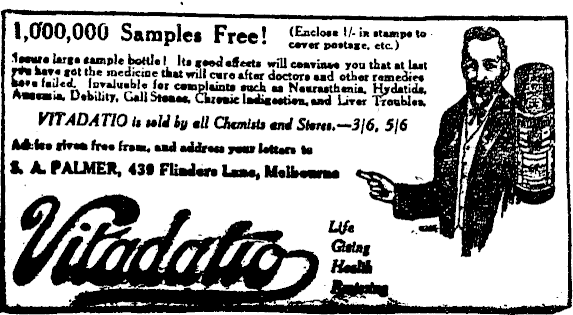 1,000,000 Samples Free!
(Enclose 1/- in stamps to
cover postage, etc.)
Secure large sample bottle! Its good effects will convince you that at last
you have got the medicine that will cure after doctors and other remedies
have failed. Invaluable for complaints such as Neurasthenia, Hydatids,
Anaemia, Debility, Gall Stones, Chronic Indigestion, and Liver Troubles.
VITADATIO is sold by all Chemists and Stores.—3/6, 5/6
Advice given free from, and address your letters to
S. A. PALMER, 439 Flinders Lane, Melbourne
Vitadatio
Life
Giving
Health
Restoring